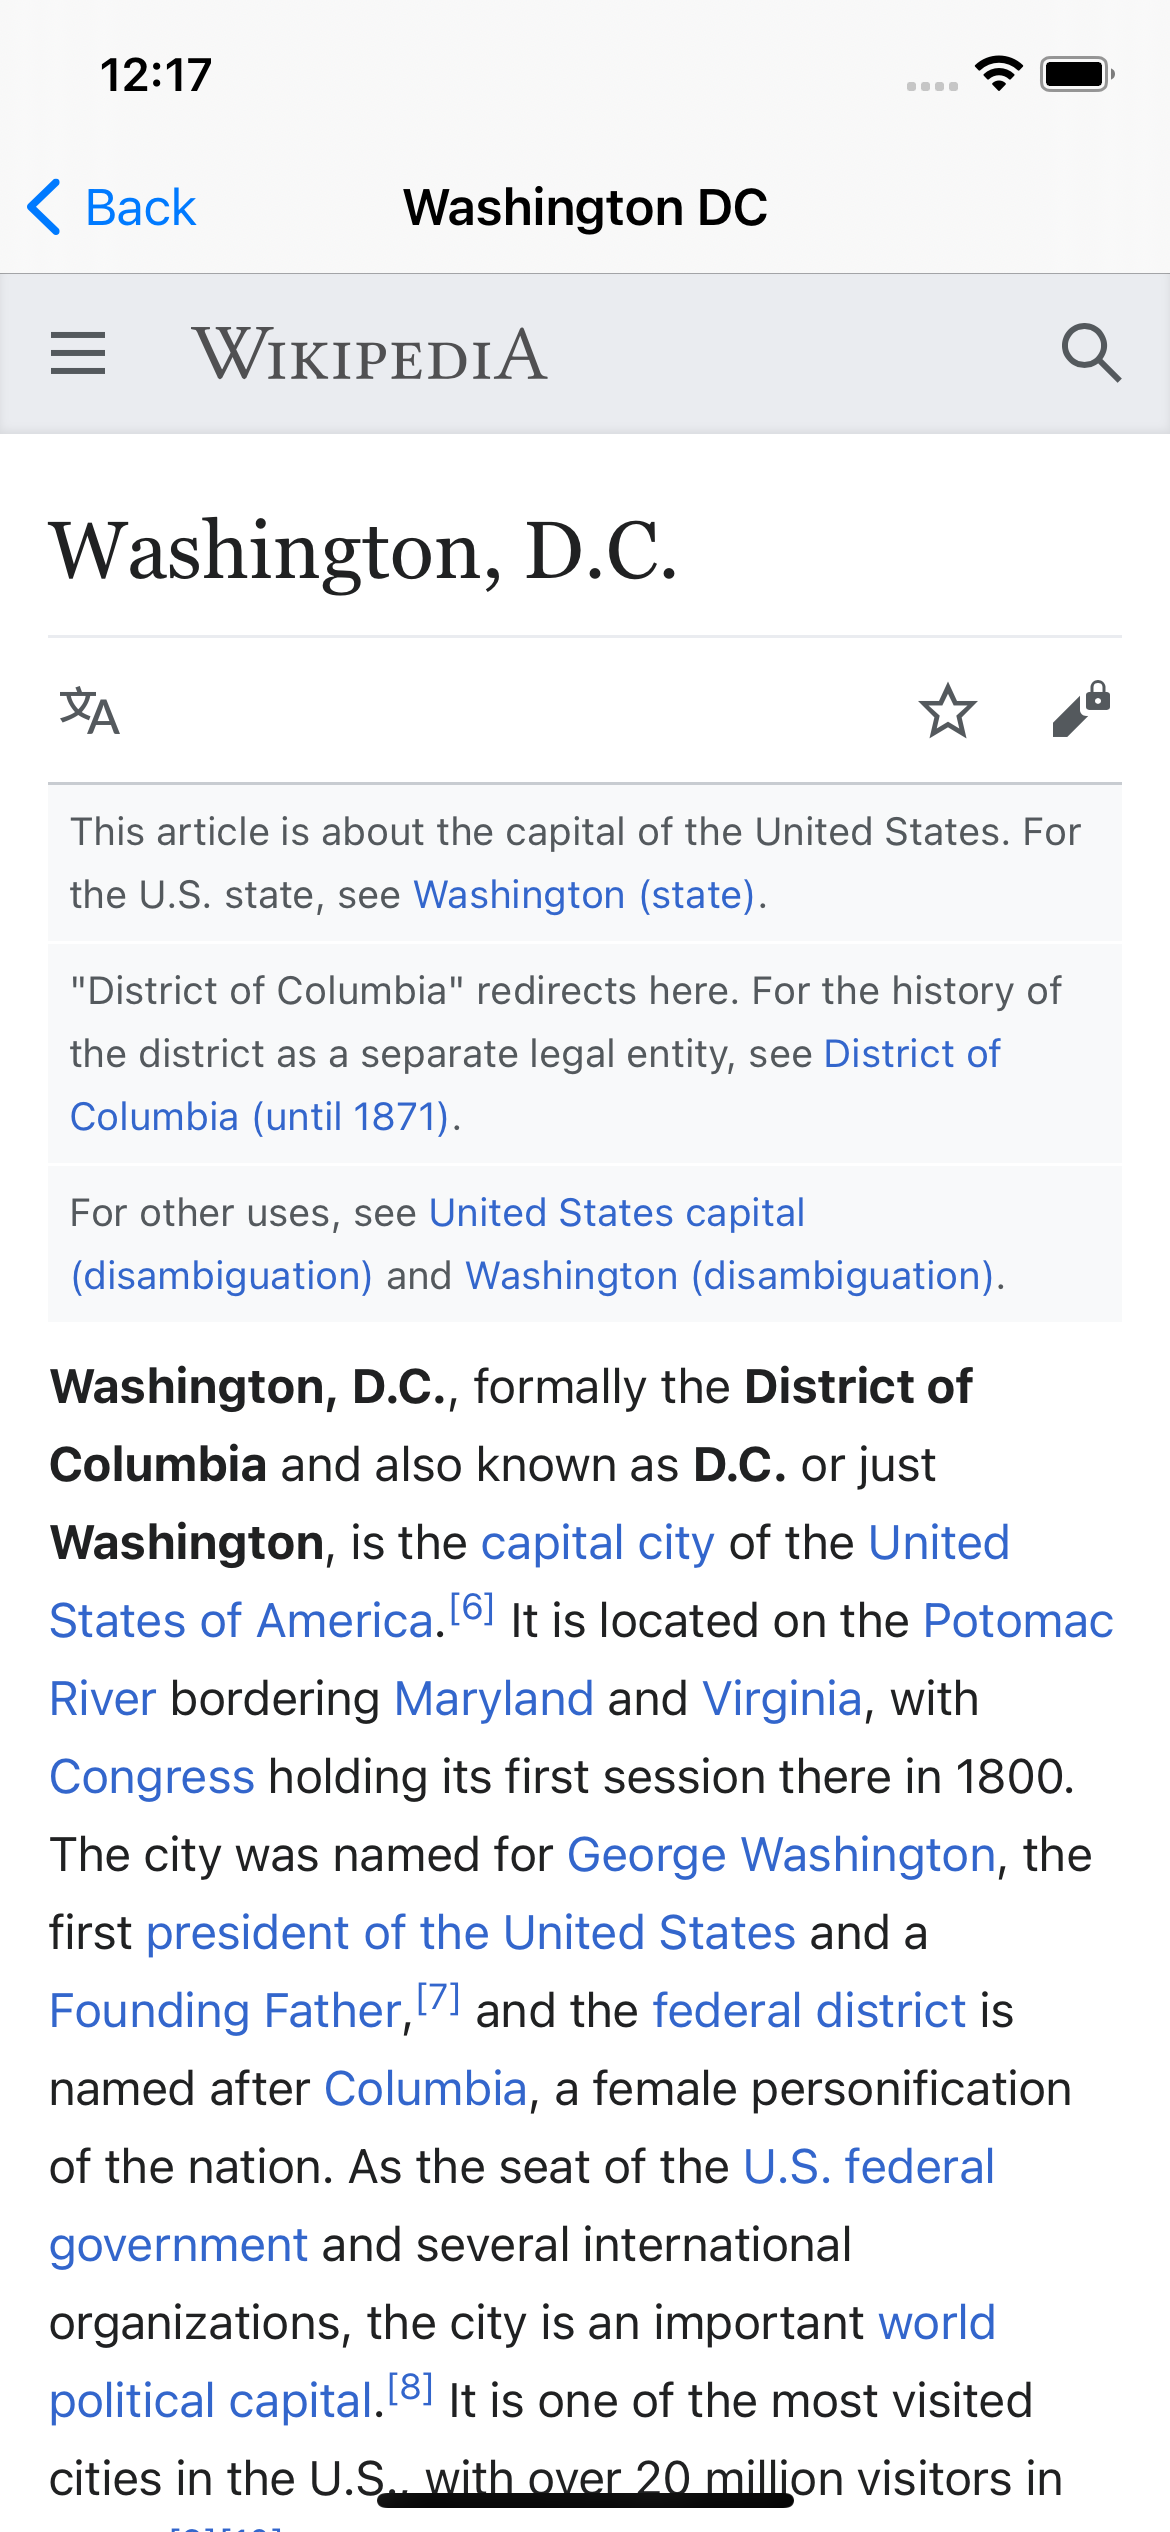 12:17
Back
Washington DC
WIKIPEDIA
Washington, D.C.
文A
This article is about the capital of the United States. For
the U.S. state, see Washington (state).
"District of Columbia" redirects here. For the history of
the district as a separate legal entity, see District of
Columbia (until 1871).
For other uses, see United States capital
(disambiguation) and Washington (disambiguation).
Washington, D.C., formally the District of
Columbia and also known as D.C. or just
Washington, is the capital city of the United
States of America.[6] It is located on the Potomac
River bordering Maryland and Virginia, with
Congress holding its first session there in 1800.
The city was named for George Washington, the
first president of the United States and a
Founding Father,[7] and the federal district is
named after Columbia, a female personification
of the nation. As the seat of the U.S. federal
government and several international
organizations, the city is an important world
political capital.[8] It is one of the most visited
cities in the U.S., with over 20 million visitors in